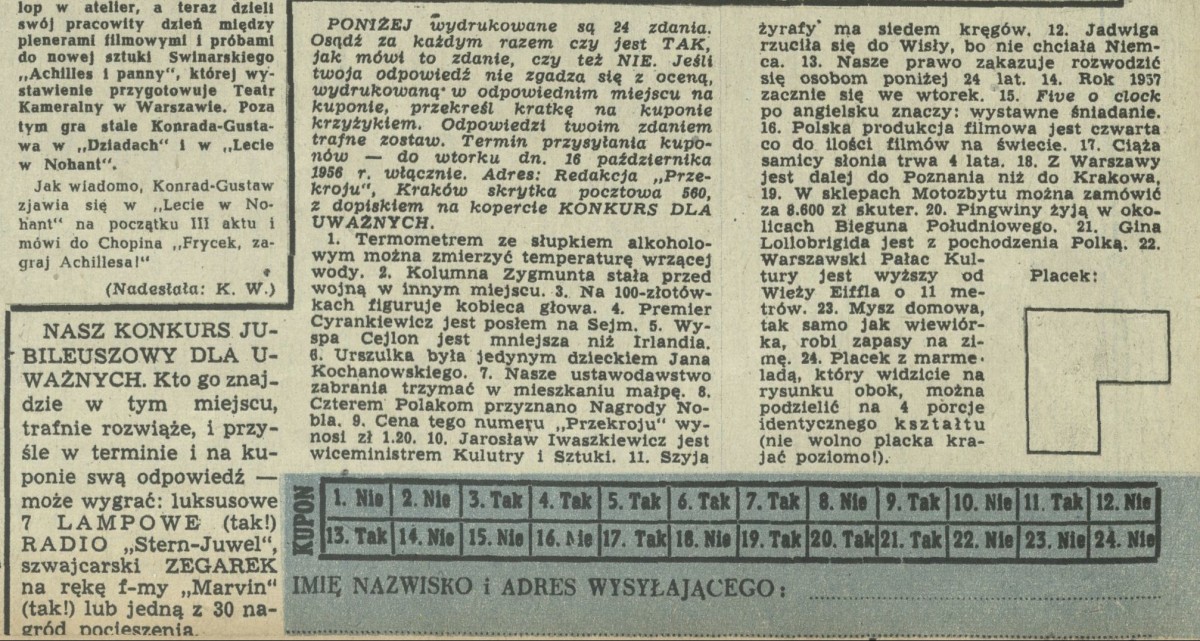 lop w atelier, a teraz dzieli
swój pracowity dzień między
plenerami filmowymi i próbami
do nowej sztuki Swinarskiego
„Achilles i panny", której wy-
stawienie przygotowuje Teatr
Kameralny w Warszawie. Poza
tym gra stale Konrada-Gusta-
wa w „Dziadach" i w „Lecie
w Nohant".
Jak wiadomo, Konrad-Gustaw
zjawia się w „Lecie w No-
hant" na początku III aktu i
mówi do Chopina „Frycek, za-
graj Achillesa!"
(Nadesłała: K. W.)
NASZ KONKURS JU-
BILEUSZOWY DLA U-
WAŻNYCH. Kto go znaj-
dzie w tym miejscu,
trafnie rozwiąże, i przy-
śle w terminie i na ku-
ponie swą odpowiedź —
może wygrać: luksusowe
7 LAMPOWE (tak!)
RADIO „Stern-Juwel",
szwajcarski ZEGAREK
na rękę f-my „Marvin"
(tak!) lub jedną z 30 na-
gród pocieszenia.
PONIŻEJ wydrukowane są 24 zdania.
Osądź za każdym razem czy jest TAK,
jak mówi to zdanie, czy też NIE. Jeśli
twoja odpowiedź nie zgadza się z oceną,
wydrukowaną w odpowiednim miejscu na
kuponie, przekreśl kratkę na kuponie
krzyżykiem. Odpowiedzi twoim zdaniem
trafne zostaw. Termin przysyłania kupo-
nów — do wtorku dn. 16 października
1956 r. włącznie. Adres: Redakcja „Prze-
kroju", Kraków skrytka pocztowa 560,
z dopiskiem na kopercie KONKURS DLA
UWAŻNYCH.
1. Termometrem ze słupkiem alkoholo-
wym można zmierzyć temperaturę wrzącej
wody. 2. Kolumna Zygmunta stała przed
wojną w innym miejscu. 3. Na 100-złotów-
kach figuruje kobieca głowa. 4. Premier
Cyrankiewicz jest posłem na Sejm. 5. Wy-
spa Cejlon jest mniejsza niż Irlandia.
6. Urszulka była jedynym dzieckiem Jana
Kochanowskiego. 7. Nasze ustawodawstwo
zabrania trzymać w mieszkaniu małpę. 8.
Czterem Polakom przyznano Nagrody No-
bla. 9. Cena tego numeru „Przekroju" wy-
nosi zł 1.20. 10. Jarosław Iwaszkiewicz jest
wiceministrem Kulutry i Sztuki. 11. Szyja
żyrafy ma siedem kręgów. 12. Jadwiga
rzuciła się do Wisły, bo nie chciała Niem-
ca. 13. Nasze prawo zakazuje rozwodzić
się osobom poniżej 24 lat. 14. Rok 1957
zacznie się we wtorek. 15. Five o clock
po angielsku znaczy: wystawne śniadanie.
16. Polska produkcja filmowa jest czwarta
co do ilości filmów na świecie. 17. Ciąża
samicy słonia trwa 4 lata. 18. Z Warszawy
jest dalej do Poznania niż do Krakowa,
19. W sklepach Motozbytu można zamówić
za 8.600 zł skuter. 20. Pingwiny żyją w oko-
licach Bieguna Południowego. 21. Gina
Lollobrigida jest z pochodzenia Polką. 22.
Warszawski Pałac Kul-
tury jest wyższy od
Wieży Eiffla o 11 me-
trów. 23. Mysz domowa,
tak samo jak wiewiór-
ka, robi zapasy na zi-
mę. 24. Placek z marme-
ladą, który widzicie na
rysunku obok, można
podzielić na 4 porcje
identycznego kształtu
(nie wolno placka kra-
jać poziomo!).
Placek:
KUPON
1. Nie 2. Nie 3. Tak 4. Tak 5. Tak 6. Tak 7. Tak 8. Nie 9. Tak 10. Nie 11. Tak 12. Nie
13. Tak 14. Nie 15. Nie 16. Nie 17. Tak 18. Nie 19. Tak 20. Tak 21. Tak 22. Nie 23. Nie 24. Nie
IMIĘ NAZWISKO i ADRES WYSYŁAJĄCEGO: